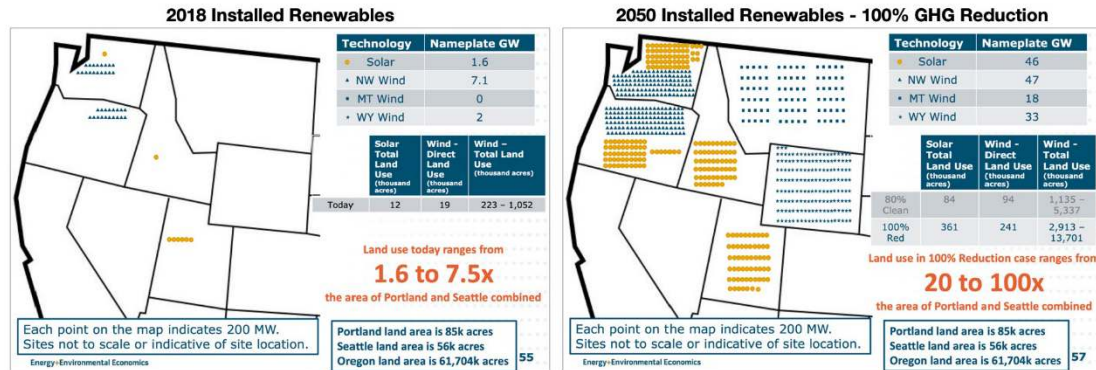 2018 Installed Renewables
Technology Nameplate GW
Solar 1.6
NW Wind 7.1
MT Wind 0
WY Wind 2
Solar Total Land Use (thousand acres)
Wind - Direct Land Use (thousand acres)
Wind – Total Land Use (thousand acres)
Today 12 19 223 – 1,052
Land use today ranges from
1.6 to 7.5x
the area of Portland and Seattle combined
Each point on the map indicates 200 MW.
Sites not to scale or indicative of site location.
Portland land area is 85k acres
Seattle land area is 56k acres
Oregon land area is 61,704k acres
55
Energy+Environmental Economics
2050 Installed Renewables - 100% GHG Reduction
Technology Nameplate GW
Solar 46
NW Wind 47
MT Wind 18
WY Wind 33
Solar Total Land Use (thousand acres)
Wind - Direct Land Use (thousand acres)
Wind - Total Land Use (thousand acres)
80% Clean 84 94 1,135 – 5,337
100% Red 361 241 2,913 – 13,701
Land use in 100% Reduction case ranges from
20 to 100x
the area of Portland and Seattle combined
Each point on the map indicates 200 MW.
Sites not to scale or indicative of site location.
Portland land area is 85k acres
Seattle land area is 56k acres
Oregon land area is 61,704k acres
57
Energy+Environmental Economics